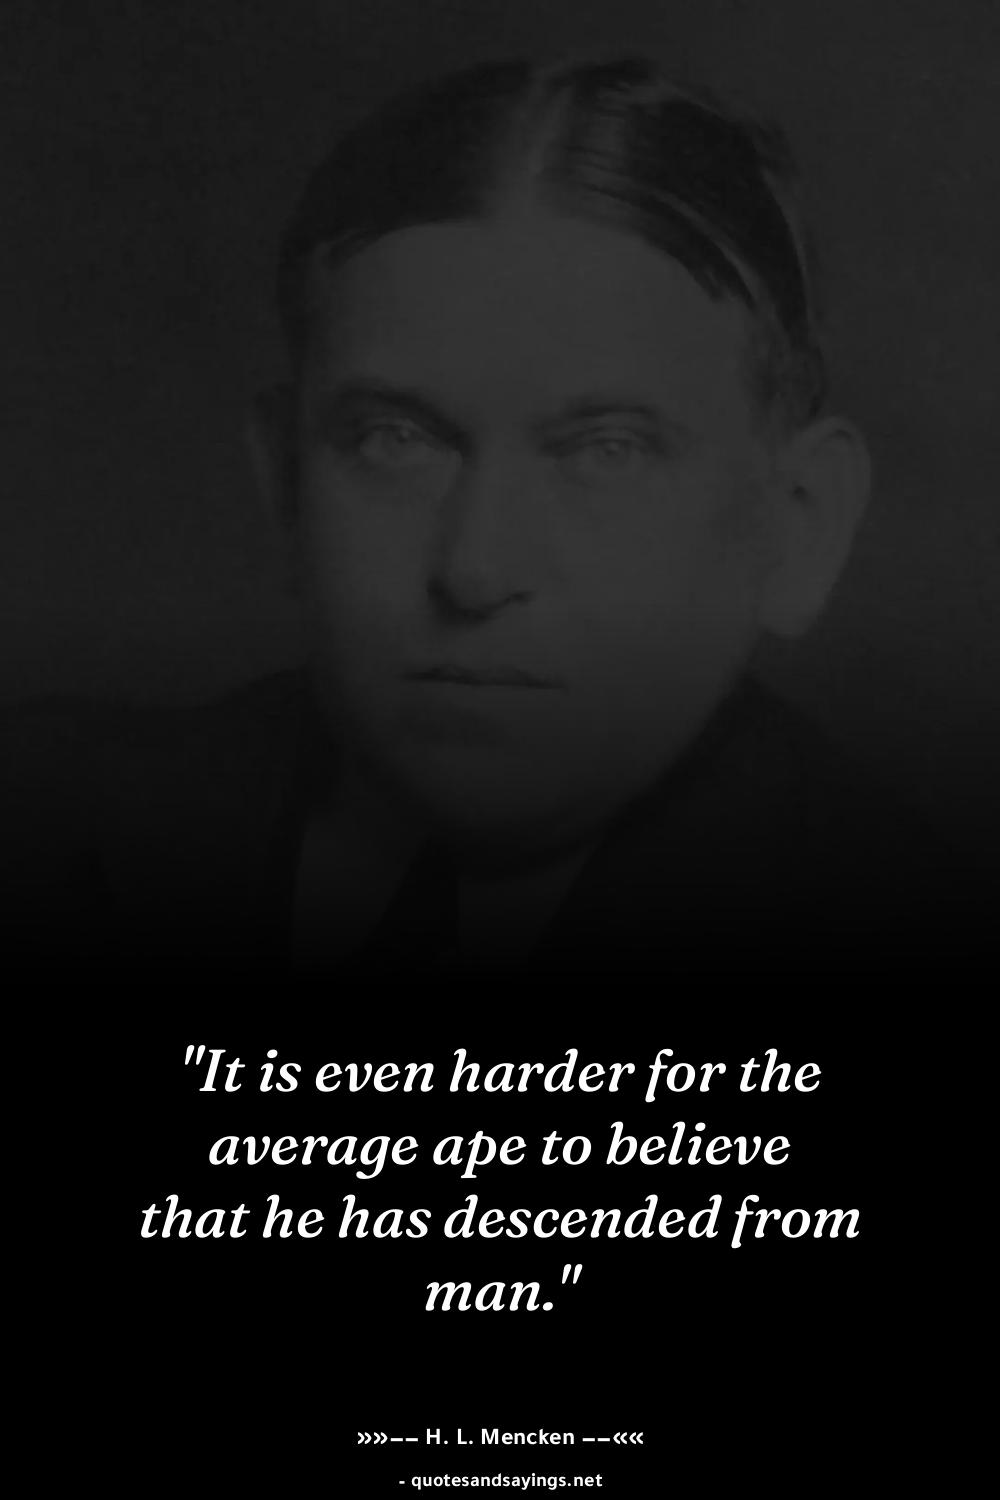 "It is even harder for the
average ape to believe
that he has descended from
man."
»»–– H. L. Mencken ––««
- quotesandsayings.net